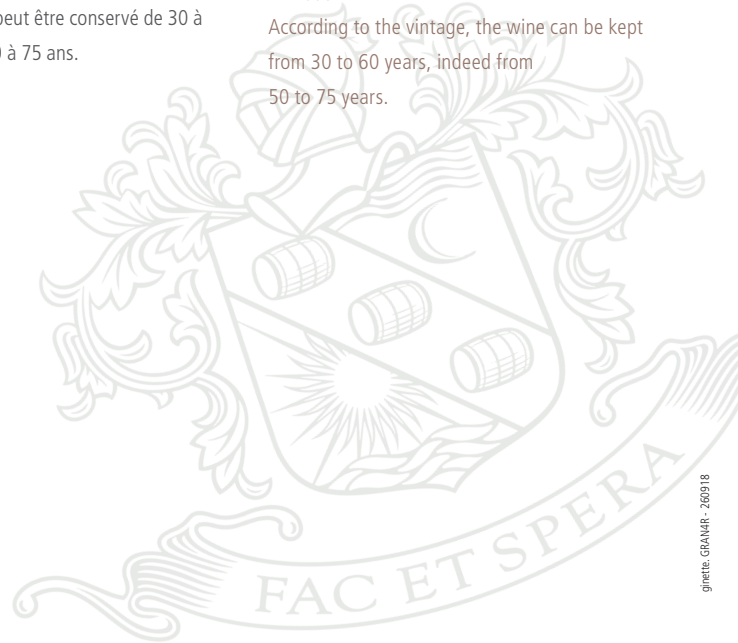 peut être conservé de 30 à
à 75 ans.
According to the vintage, the wine can be kept
from 30 to 60 years, indeed from
50 to 75 years.
FAC ET SPERA
ginette. GRAN4R - 260918